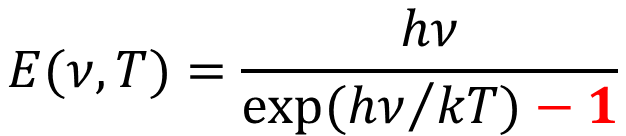 E(ν, T) = hν / (exp(hν/kT) − 1)